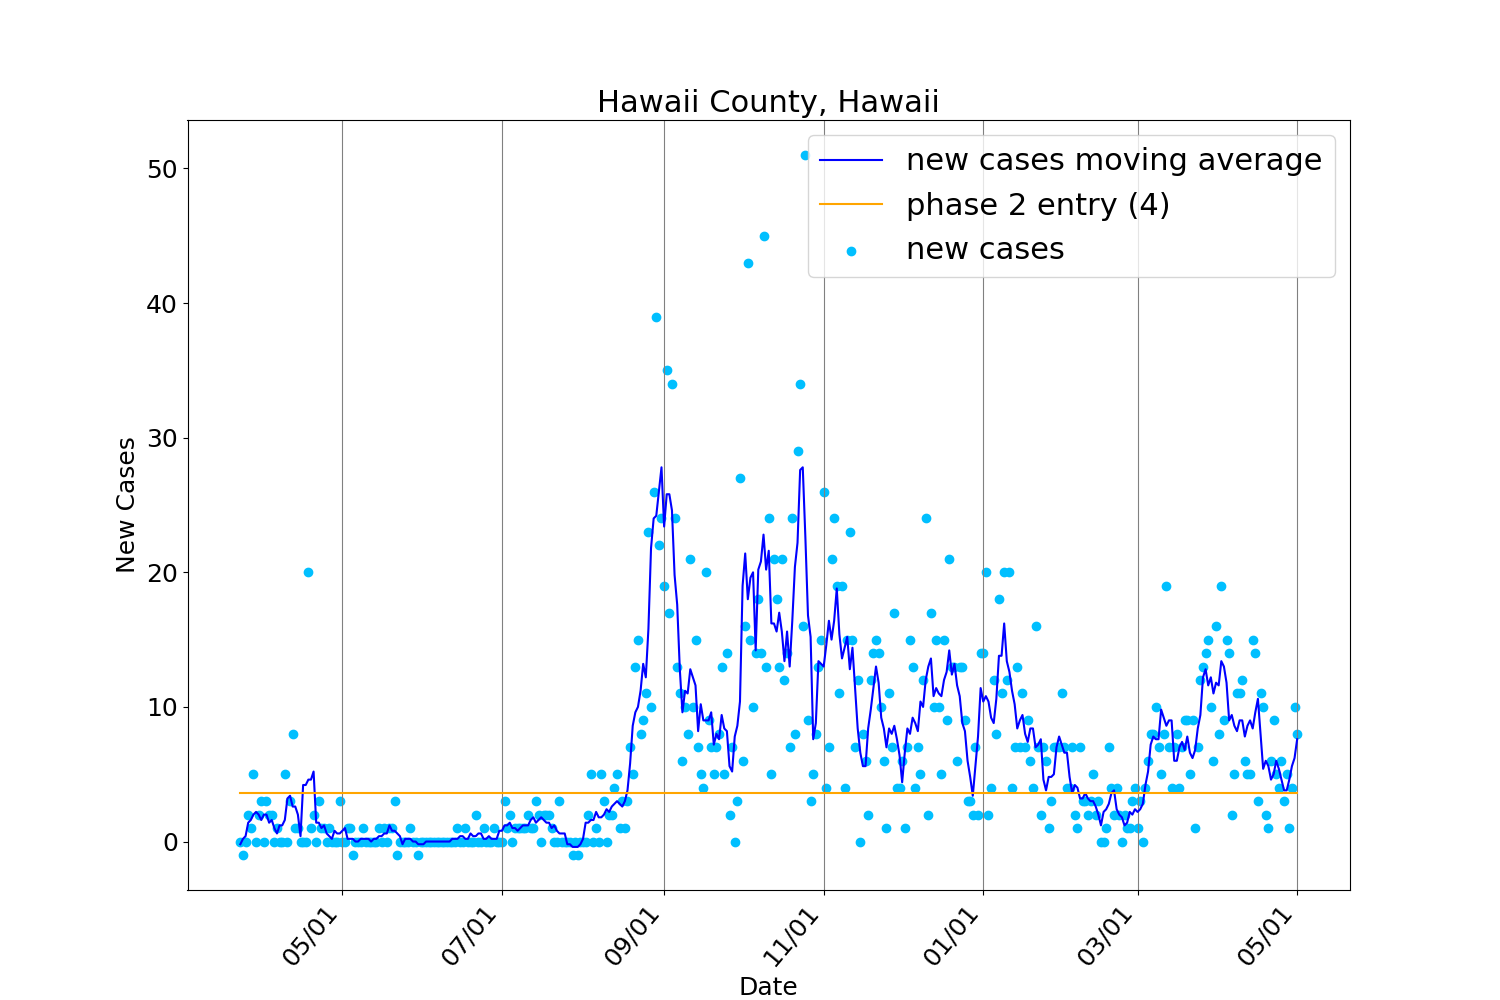 Hawaii County, Hawaii
new cases moving average
phase 2 entry (4)
new cases
50
40
30
20
10
0
New Cases
05/01
07/01
09/01
11/01
01/01
03/01
05/01
Date